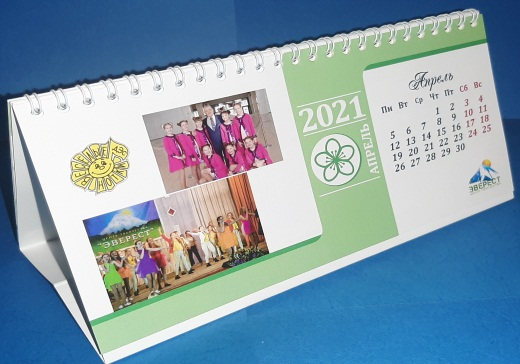 2021
АПРЕЛЬ
Апрель
Пн Вт Ср Чт Пт Сб Вс
1 2 3 4
5 6 7 8 9 10 11
12 13 14 15 16 17 18
19 20 21 22 23 24 25
26 27 28 29 30
ЭВЕРЕСТ
ЭВЕРЕСТ